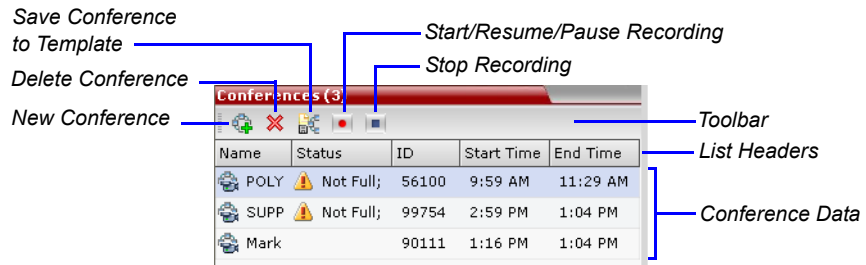 Save Conference
to Template
Start/Resume/Pause Recording
Delete Conference
Stop Recording
New Conference
Conferences (3)
Toolbar
Name Status ID Start Time End Time
List Headers
POLY Not Full; 56100 9:59 AM 11:29 AM
SUPP Not Full; 99754 2:59 PM 1:04 PM
Conference Data
Mark 90111 1:16 PM 1:04 PM